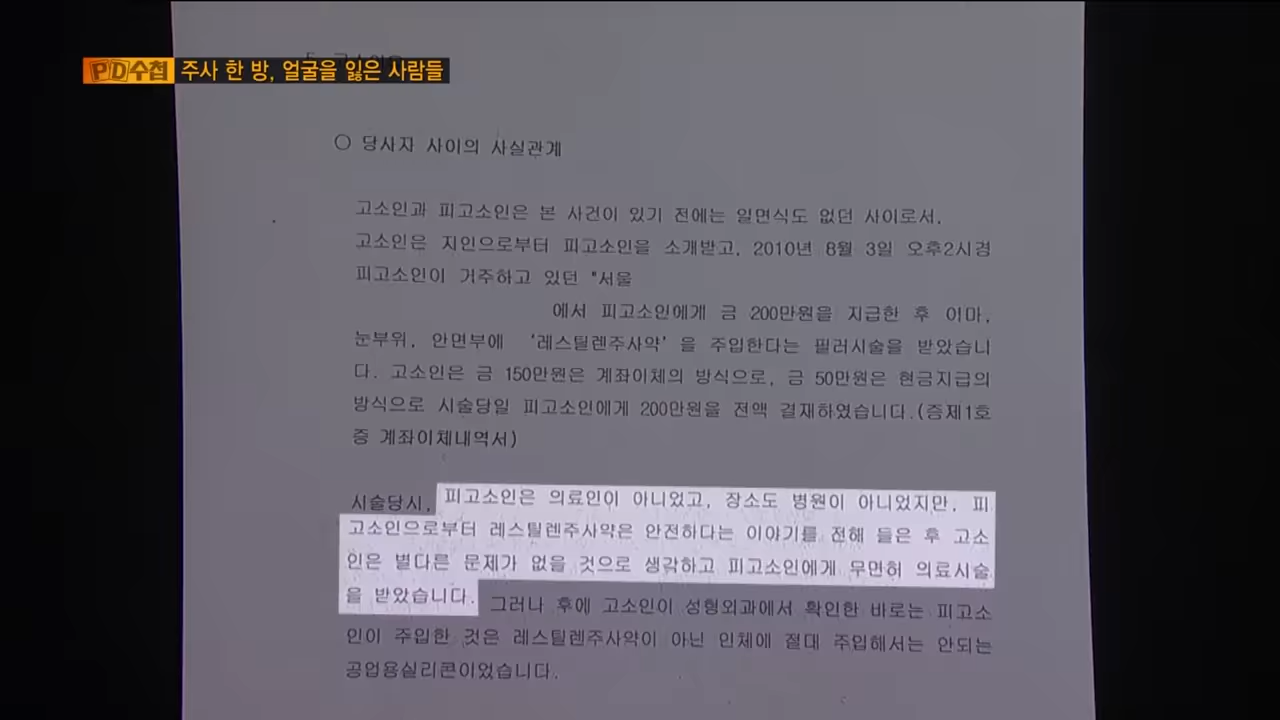 PD수첩 주사 한 방, 얼굴을 잃은 사람들
○ 당사자 사이의 사실관계
고소인과 피고소인은 본 사건이 있기 전에는 일면식도 없던 사이로서,
고소인은 지인으로부터 피고소인을 소개받고, 2010년 8월 3일 오후2시경
피고소인이 거주하고 있던 "서울
에서 피고소인에게 금 200만원을 지급한 후 이마,
눈부위, 안면부에 '레스틸렌주사약' 을 주입한다는 필러시술을 받았습니
다. 고소인은 금 150만원은 계좌이체의 방식으로, 금 50만원은 현금지급의
방식으로 시술당일 피고소인에게 200만원을 전액 결재하였습니다.(증제1호
증 계좌이체내역서)
시술당시, 피고소인은 의료인이 아니었고, 장소도 병원이 아니었지만, 피
고소인으로부터 레스틸렌주사약은 안전하다는 이야기를 전해 들은 후 고소
인은 별다른 문제가 없을 것으로 생각하고 피고소인에게 무면허 의료시술
을 받았습니다. 그러나 후에 고소인이 성형외과에서 확인한 바로는 피고소
인이 주입한 것은 레스틸렌주사약이 아닌 인체에 절대 주입해서는 안되는
공업용실리콘이었습니다.